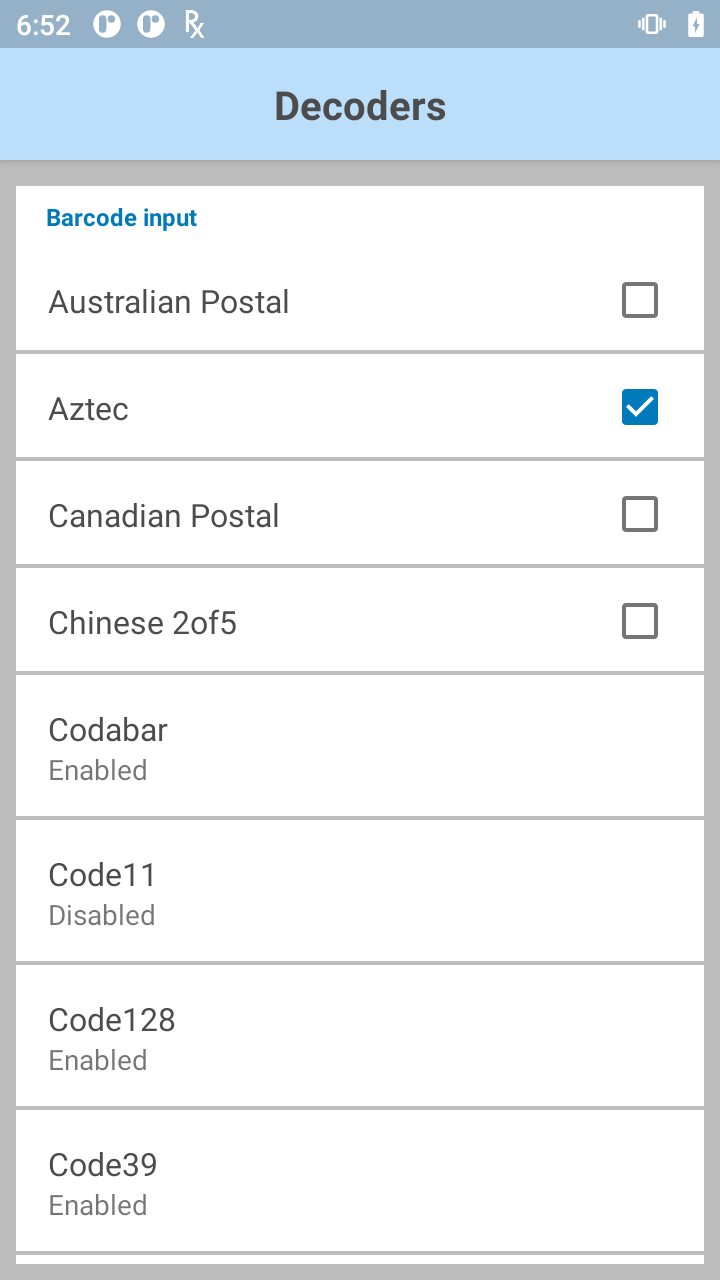 6:52
Decoders
Barcode input
Australian Postal
Aztec
Canadian Postal
Chinese 2of5
Codabar
Enabled
Code11
Disabled
Code128
Enabled
Code39
Enabled